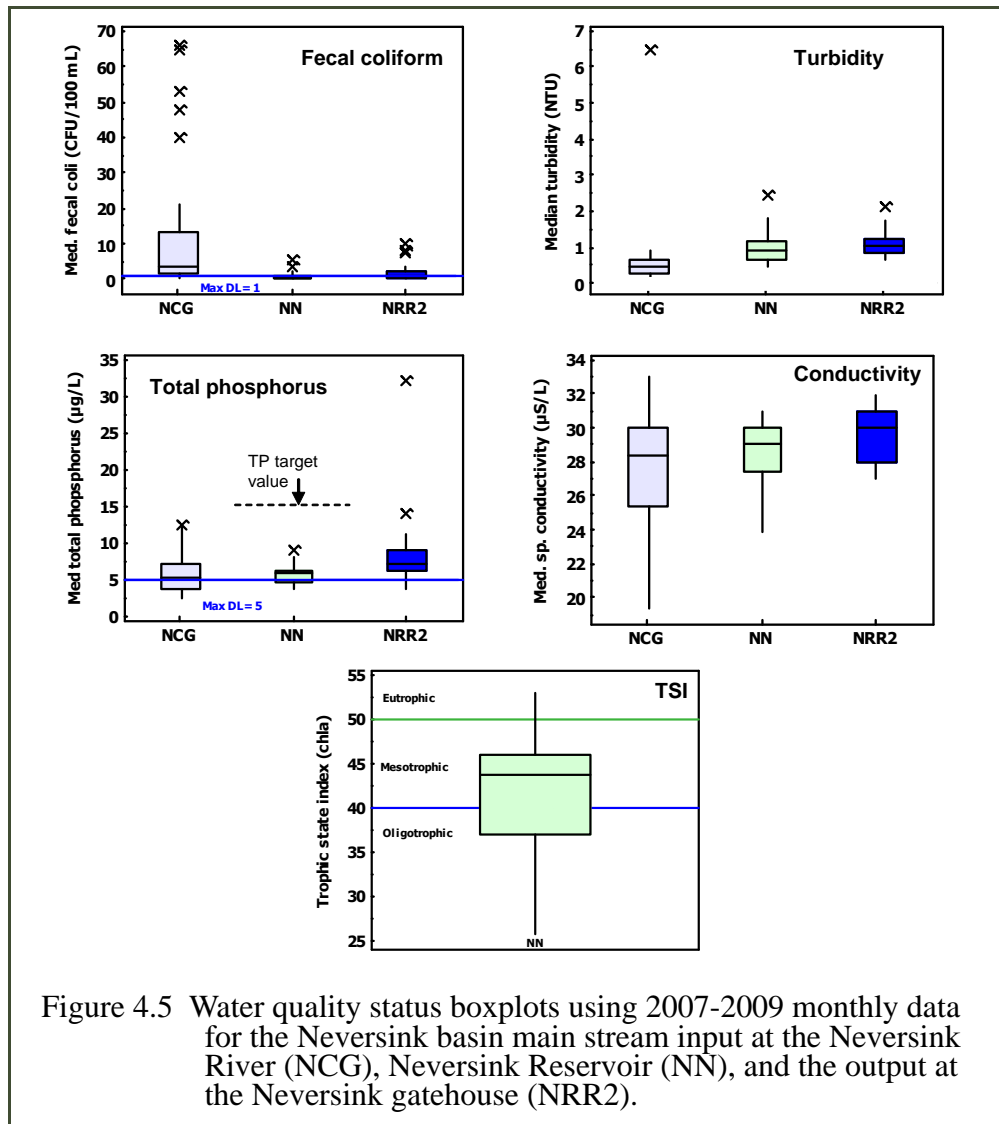 Fecal coliform
Med. fecal coli (CFU/100 mL)
70
60
50
40
30
20
10
0
Max DL= 1
NCG NN NRR2
Turbidity
Median turbidity (NTU)
7
6
5
4
3
2
1
0
NCG NN NRR2
Total phosphorus
Med total phopsphorus (µg/L)
35
30
25
20
15
10
5
0
TP target
value
Max DL= 5
NCG NN NRR2
Conductivity
Med. sp. conductivity (µS/L)
34
32
30
28
26
24
22
20
NCG NN NRR2
TSI
Trophic state index (chla)
55
50
45
40
35
30
25
Eutrophic
Mesotrophic
Oligotrophic
NN
Figure 4.5 Water quality status boxplots using 2007-2009 monthly data
for the Neversink basin main stream input at the Neversink
River (NCG), Neversink Reservoir (NN), and the output at
the Neversink gatehouse (NRR2).